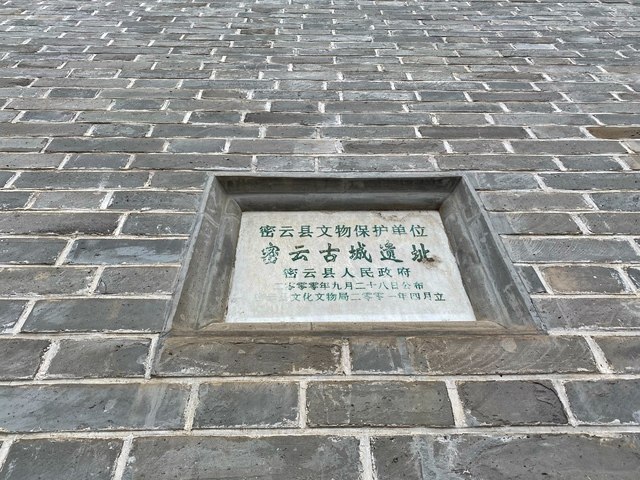 密云县文物保护单位
密云古城遗址
密云县人民政府
二零零零年九月二十八日公布
云县文化文物局二零零一年四月立